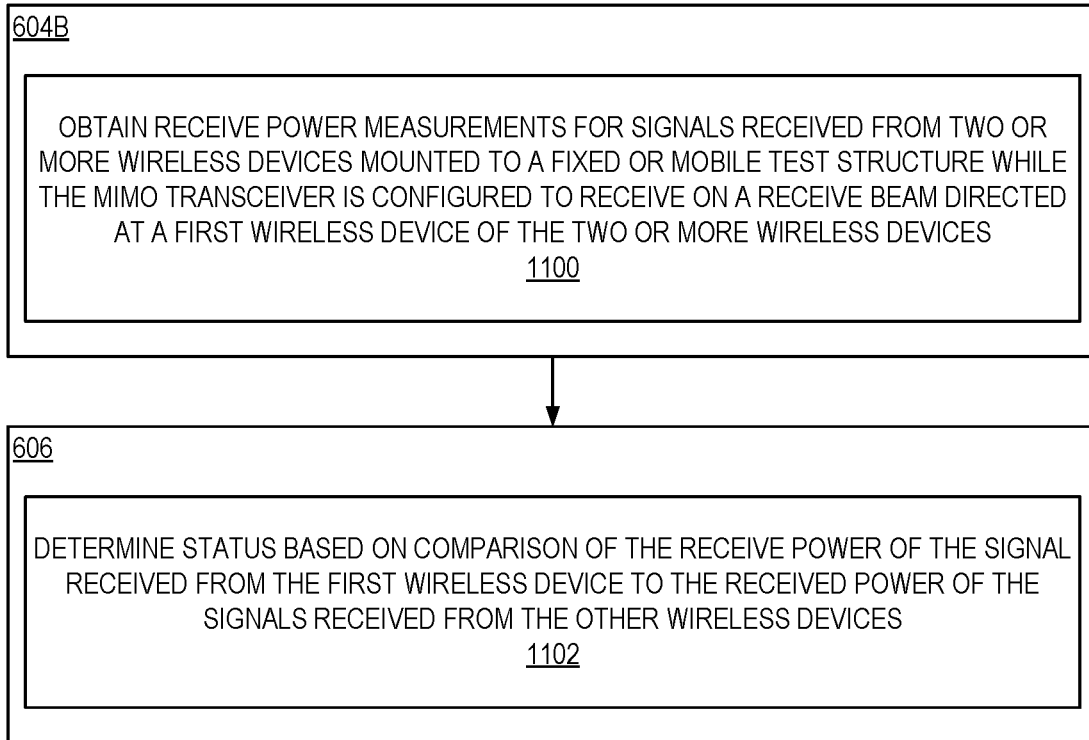 604B
OBTAIN RECEIVE POWER MEASUREMENTS FOR SIGNALS RECEIVED FROM TWO OR
MORE WIRELESS DEVICES MOUNTED TO A FIXED OR MOBILE TEST STRUCTURE WHILE
THE MIMO TRANSCEIVER IS CONFIGURED TO RECEIVE ON A RECEIVE BEAM DIRECTED
AT A FIRST WIRELESS DEVICE OF THE TWO OR MORE WIRELESS DEVICES
1100
606
DETERMINE STATUS BASED ON COMPARISON OF THE RECEIVE POWER OF THE SIGNAL
RECEIVED FROM THE FIRST WIRELESS DEVICE TO THE RECEIVED POWER OF THE
SIGNALS RECEIVED FROM THE OTHER WIRELESS DEVICES
1102